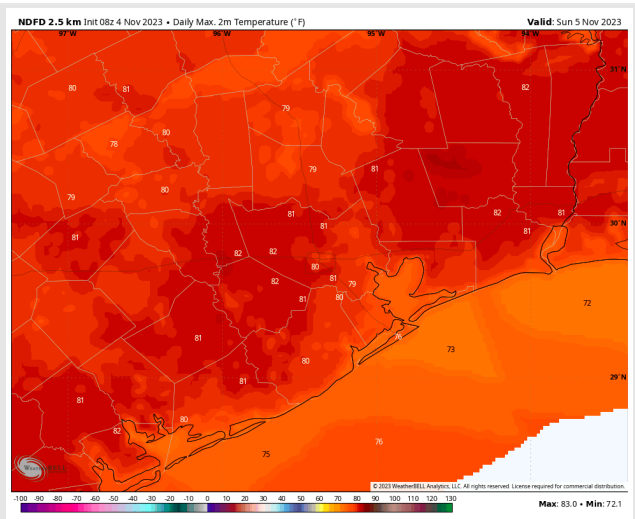 NDFD 2.5 km Init 08z 4 Nov 2023 • Daily Max. 2m Temperature (°F)
Valid: Sun 5 Nov 2023
97°W 96°W 95°W 94°W
31°N
80 81 82
79
80
78
79 81
80
79
81 82 81
30°N
81 81
81
82 82
80
82 81 79
81 80
72
76
81 73
80
29°N
81
81
80
82
76
75
© 2023 WeatherBELL Analytics, LLC. All rights reserved. License required for commercial distribution.
-100 -90 -80 -70 -60 -50 -40 -30 -20 -10 0 10 20 30 40 50 60 70 80 90 100 110 120 130
Max: 83.0 • Min: 72.1